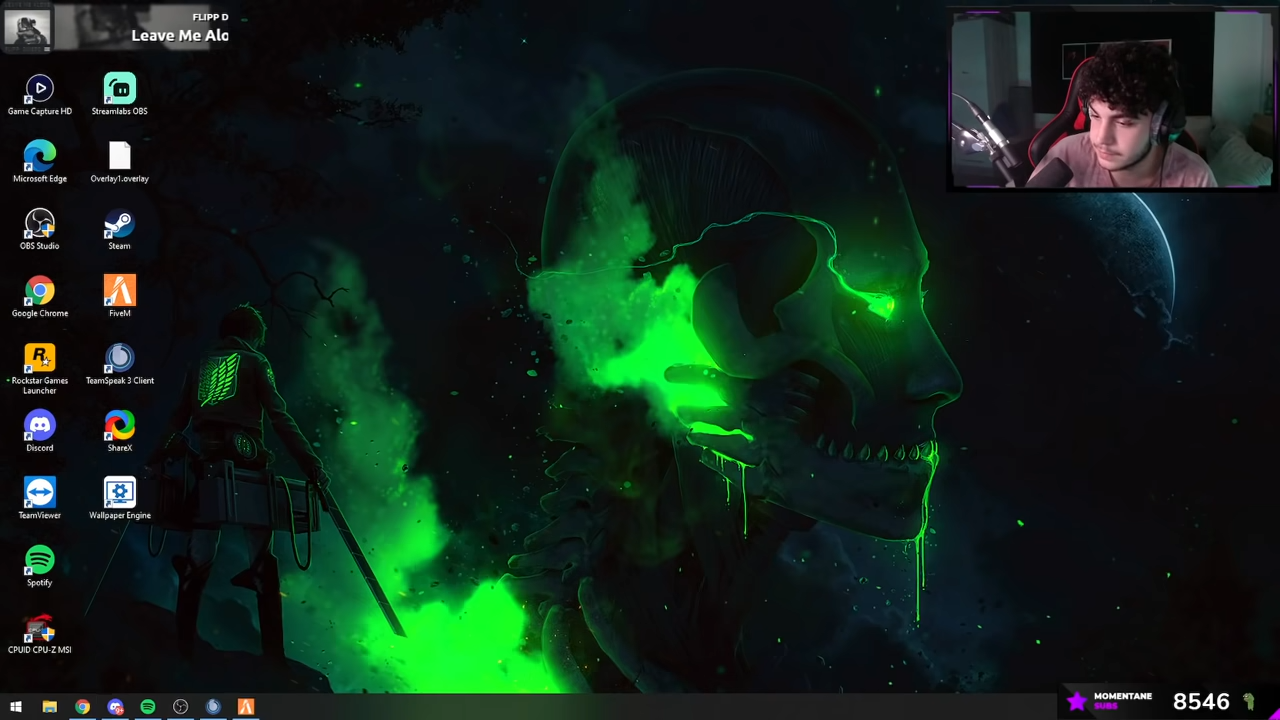 FLIPP D
Leave Me Alo
Game Capture HD
Streamlabs OBS
Microsoft Edge
Overlay1.overlay
OBS Studio
Steam
Google Chrome
FiveM
Rockstar Games
Launcher
TeamSpeak 3 Client
Discord
ShareX
TeamViewer
Wallpaper Engine
Spotify
CPUID CPU-Z MSI
MOMENTANE
SUBS
8546